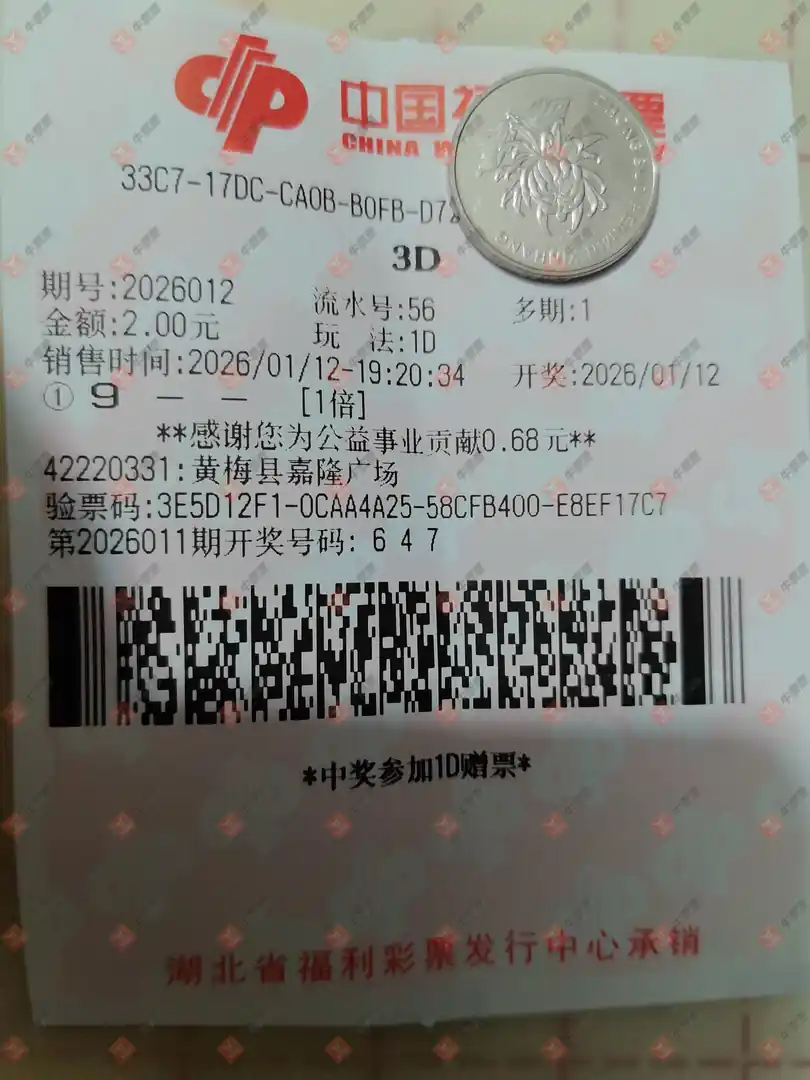 中国福 票
CHINA W
33C7-17DC-CA0B-B0FB-D72
3D
期号:2026012 流水号:56 多期:1
金额:2.00元 玩 法:1D
销售时间:2026/01/12-19:20:34 开奖:2026/01/12
① 9 — — [1倍]
**感谢您为公益事业贡献0.68元**
42220331:黄梅县嘉隆广场
验票码:3E5D12F1-0CAA4A25-58CFB400-E8EF17C7
第2026011期开奖号码: 6 4 7
*中奖参加1D赠票*
湖北省福利彩票发行中心承销